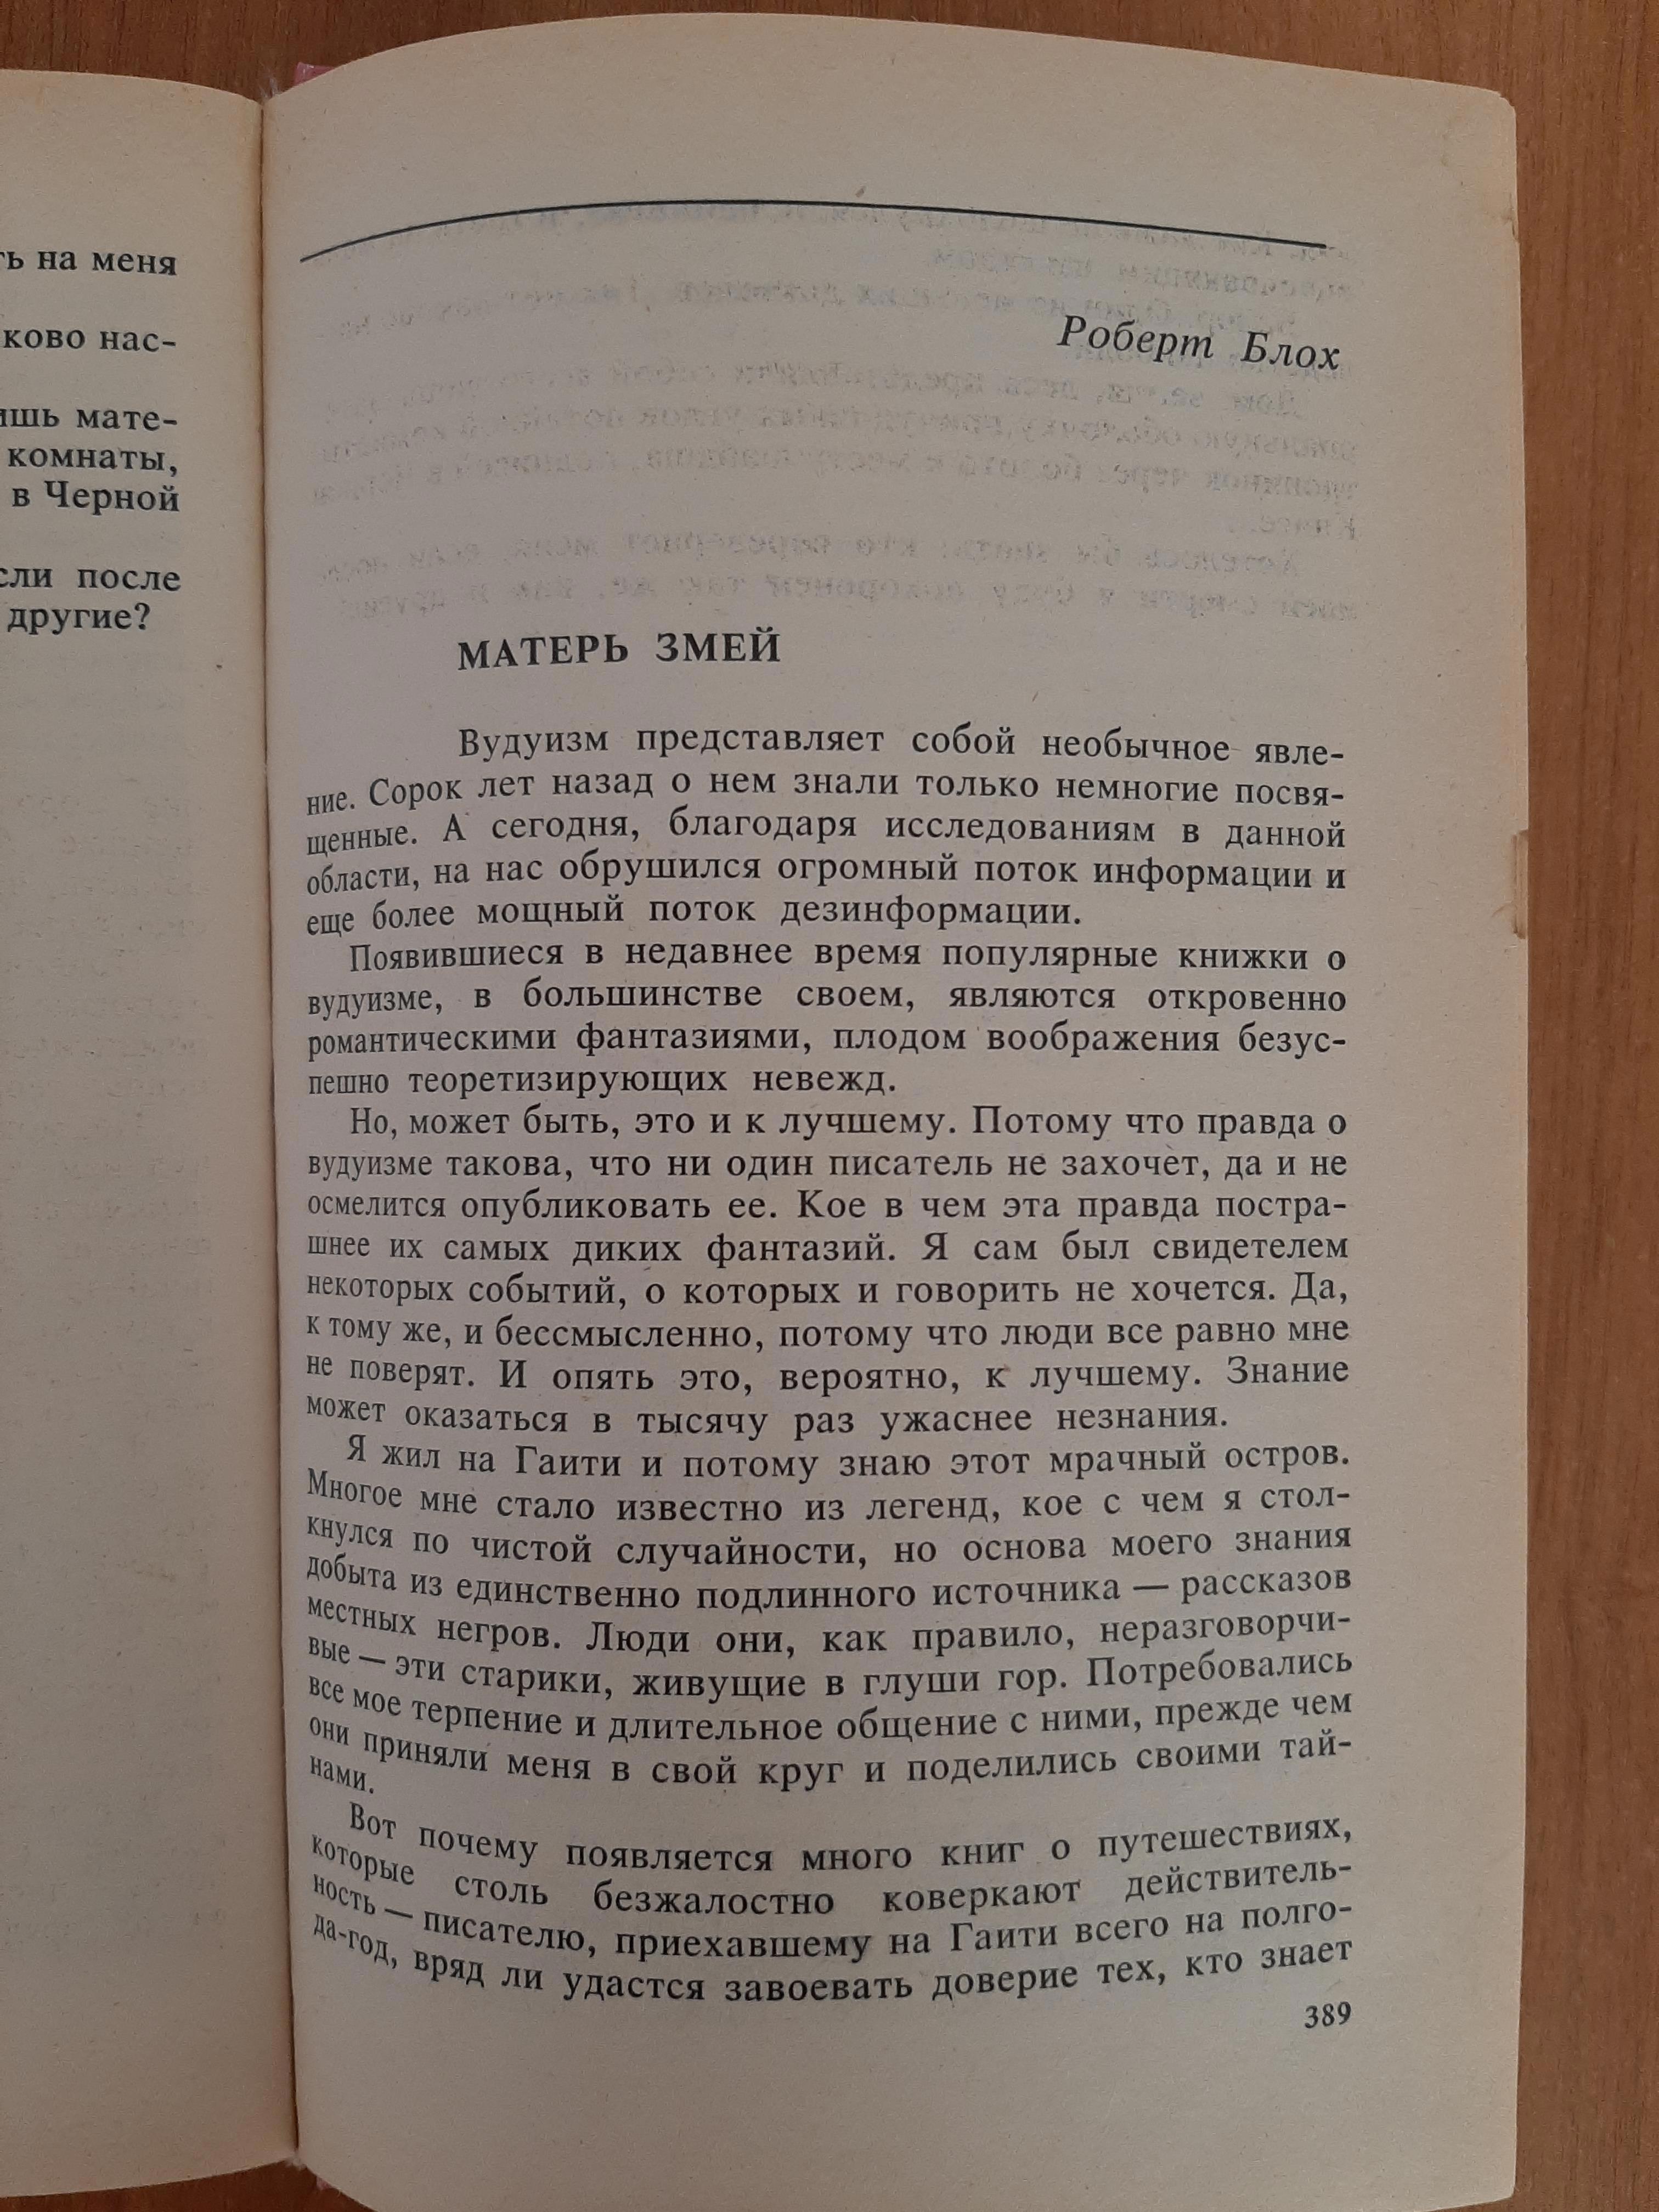 ть на меня
ково нас-
ишь мате-
комнаты,
в Черной
сли после
другие?
Роберт Блох
МАТЕРЬ ЗМЕЙ
Вудуизм представляет собой необычное явле-
ние. Сорок лет назад о нем знали только немногие посвя-
щенные. А сегодня, благодаря исследованиям в данной
области, на нас обрушился огромный поток информации и
еще более мощный поток дезинформации.
Появившиеся в недавнее время популярные книжки о
вудуизме, в большинстве своем, являются откровенно
романтическими фантазиями, плодом воображения безус-
пешно теоретизирующих невежд.
Но, может быть, это и к лучшему. Потому что правда о
вудуизме такова, что ни один писатель не захочет, да и не
осмелится опубликовать ее. Кое в чем эта правда постра-
шнее их самых диких фантазий. Я сам был свидетелем
некоторых событий, о которых и говорить не хочется. Да,
к тому же, и бессмысленно, потому что люди все равно мне
не поверят. И опять это, вероятно, к лучшему. Знание
может оказаться в тысячу раз ужаснее незнания.
Я жил на Гаити и потому знаю этот мрачный остров.
Многое мне стало известно из легенд, кое с чем я стол-
кнулся по чистой случайности, но основа моего знания
добыта из единственно подлинного источника — рассказов
местных негров. Люди они, как правило, неразговорчи-
вые — эти старики, живущие в глуши гор. Потребовались
все мое терпение и длительное общение с ними, прежде чем
они приняли меня в свой круг и поделились своими тай-
нами.
Вот почему появляется много книг о путешествиях,
которые столь безжалостно коверкают действитель-
ность — писателю, приехавшему на Гаити всего на полго-
да-год, вряд ли удастся завоевать доверие тех, кто знает
389